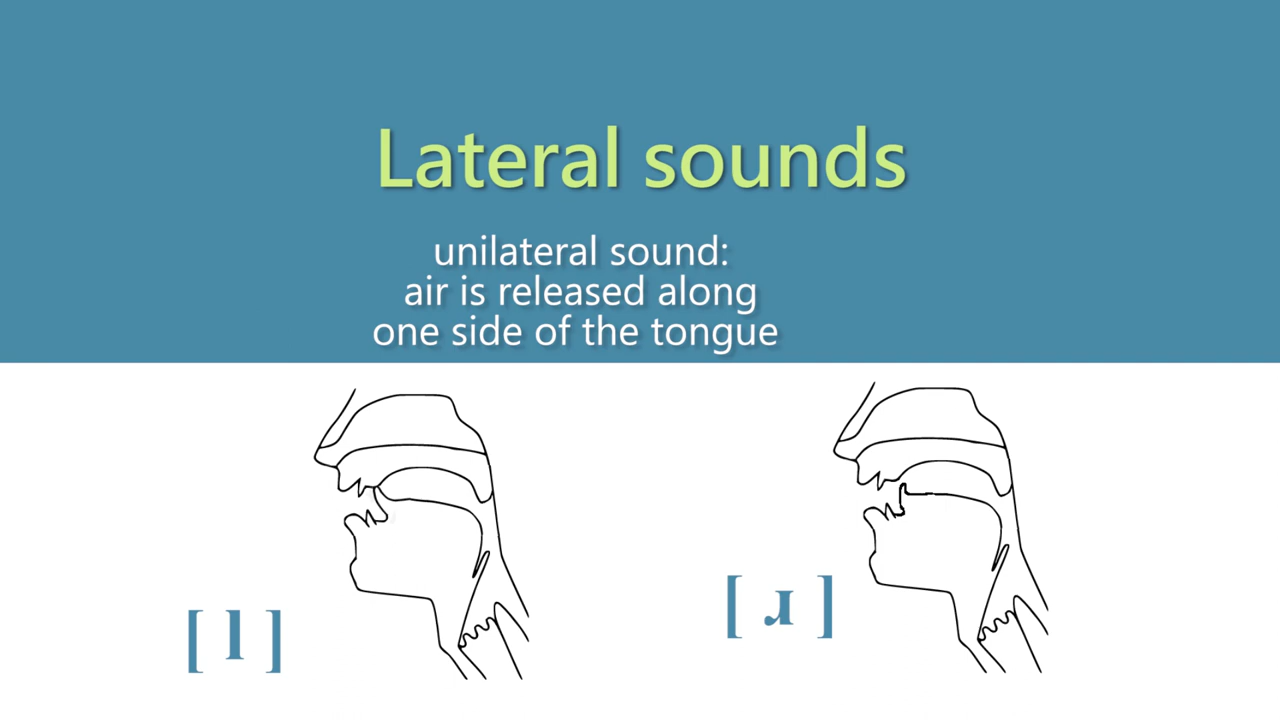 Lateral sounds
unilateral sound:
air is released along
one side of the tongue
[ l ]
[ ɹ ]